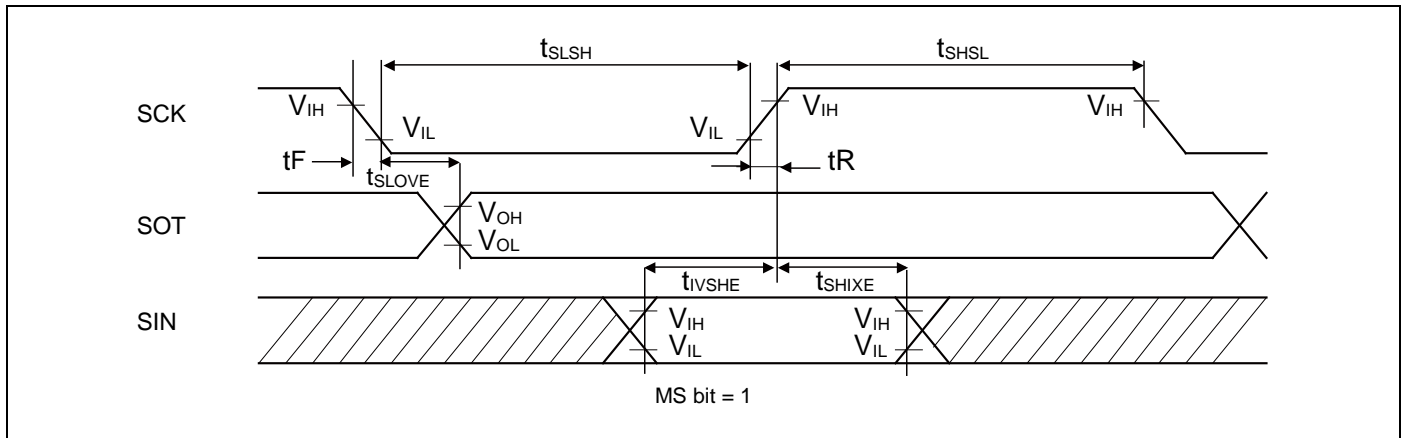 tSLSH
tSHSL
SCK
VIH
VIL
VIL
VIH
VIH
tF
tSLOVE
tR
SOT
VOH
VOL
tIVSHE
tSHIXE
SIN
VIH
VIL
VIH
VIL
MS bit = 1